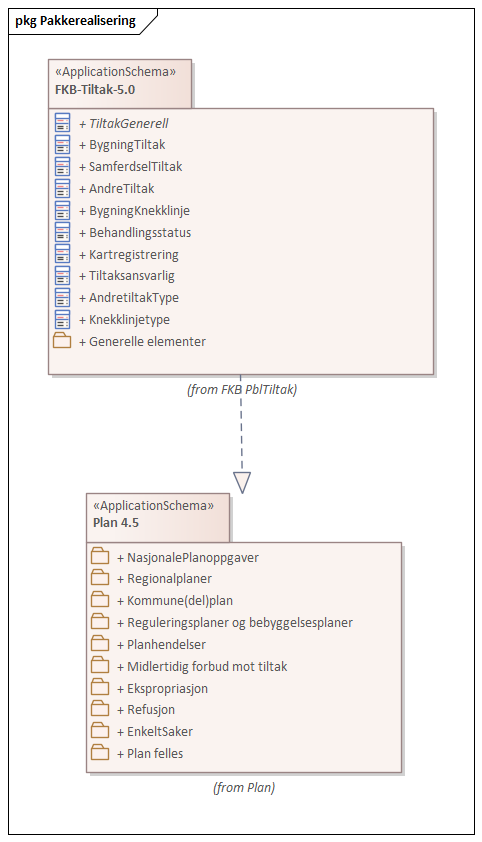 pkg Pakkerealisering
«ApplicationSchema»
FKB-Tiltak-5.0
+ TiltakGenerell
+ BygningTiltak
+ SamferdselTiltak
+ AndreTiltak
+ BygningKnekklinje
+ Behandlingsstatus
+ Kartregistrering
+ Tiltaksansvarlig
+ AndretiltakType
+ Knekklinjetype
+ Generelle elementer
(from FKB PblTiltak)
«ApplicationSchema»
Plan 4.5
+ NasjonalePlanoppgaver
+ Regionalplaner
+ Kommune(del)plan
+ Reguleringsplaner og bebyggelsesplaner
+ Planhendelser
+ Midlertidig forbud mot tiltak
+ Ekspropriasjon
+ Refusjon
+ EnkeltSaker
+ Plan felles
(from Plan)